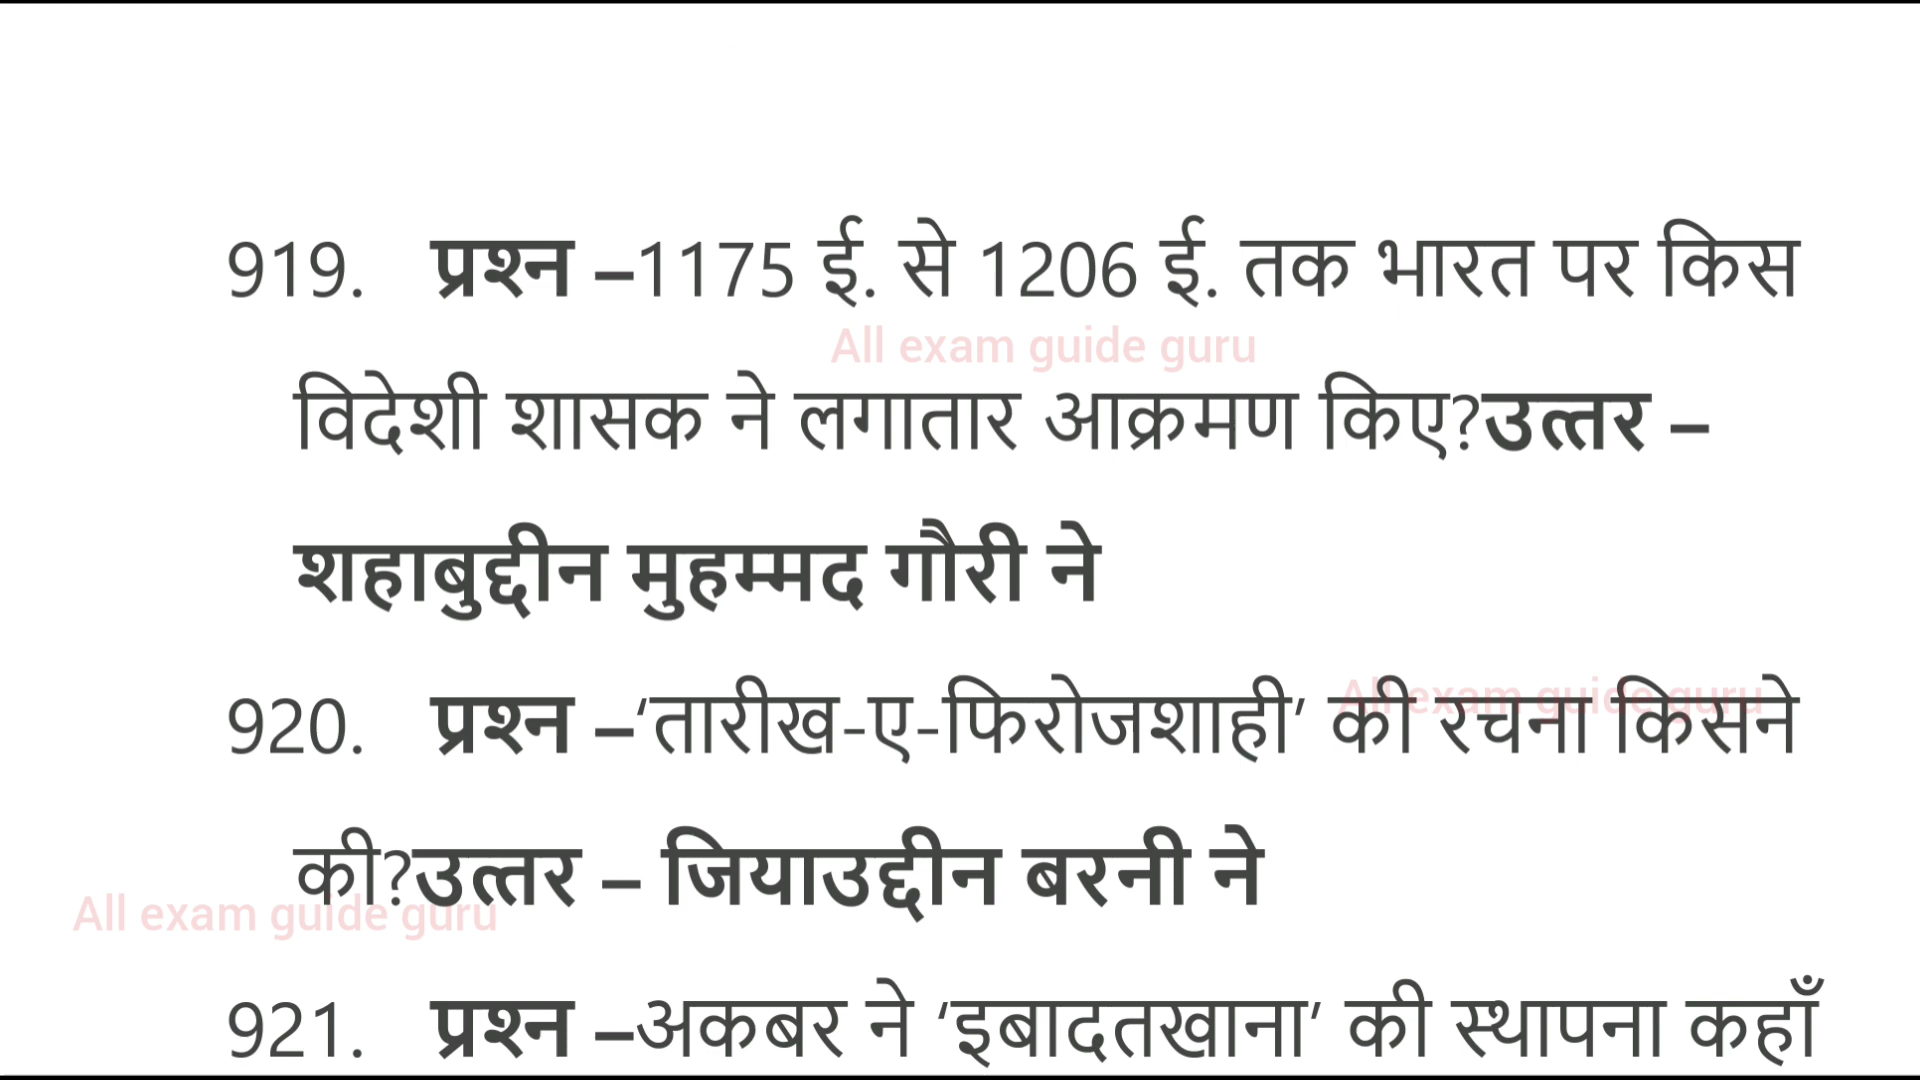 919. प्रश्न –1175 ई. से 1206 ई. तक भारत पर किस
All exam guide guru
विदेशी शासक ने लगातार आक्रमण किए?उत्तर –
शहाबुद्दीन मुहम्मद गौरी ने
All exam guide guru
920. प्रश्न –‘तारीख-ए-फिरोजशाही’ की रचना किसने
की?उत्तर – जियाउद्दीन बरनी ने
All exam guide guru
921. प्रश्न –अकबर ने ‘इबादतखाना’ की स्थापना कहाँ